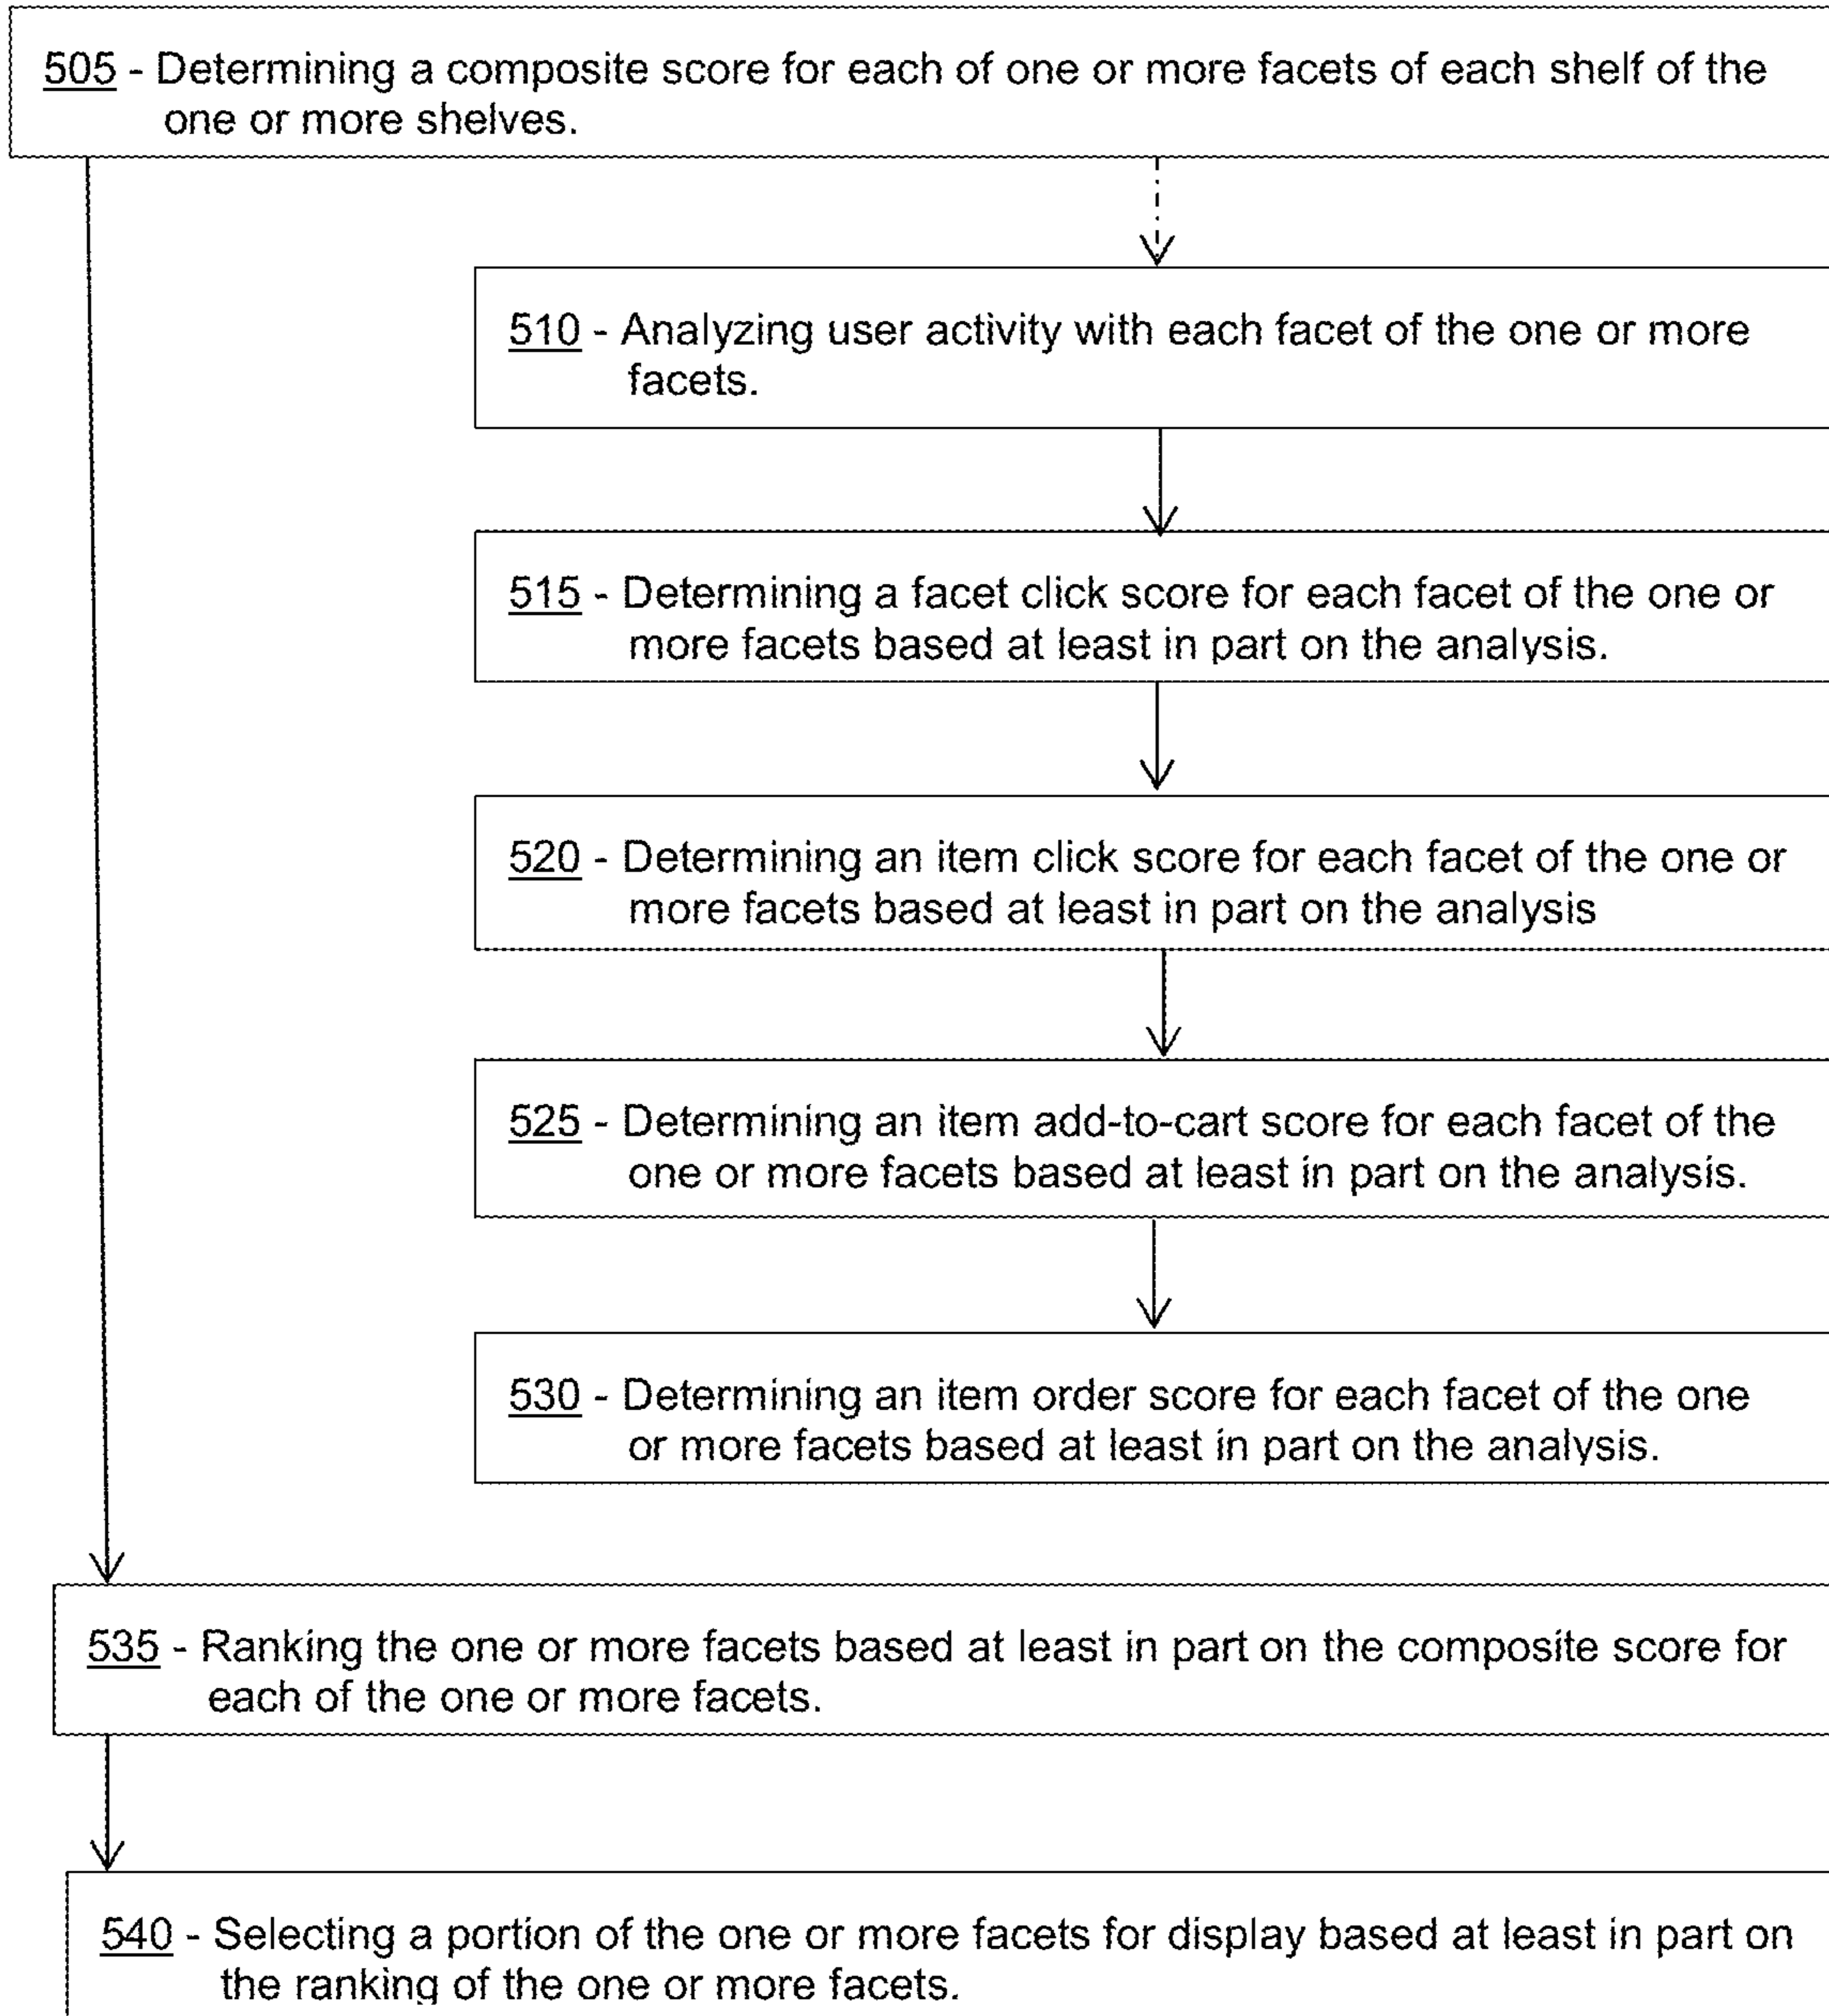 505 - Determining a composite score for each of one or more facets of each shelf of the
one or more shelves.
510 - Analyzing user activity with each facet of the one or more
facets.
515 - Determining a facet click score for each facet of the one or
more facets based at least in part on the analysis.
520 - Determining an item click score for each facet of the one or
more facets based at least in part on the analysis
525 - Determining an item add-to-cart score for each facet of the
one or more facets based at least in part on the analysis.
530 - Determining an item order score for each facet of the one
or more facets based at least in part on the analysis.
535 - Ranking the one or more facets based at least in part on the composite score for
each of the one or more facets.
540 - Selecting a portion of the one or more facets for display based at least in part on
the ranking of the one or more facets.